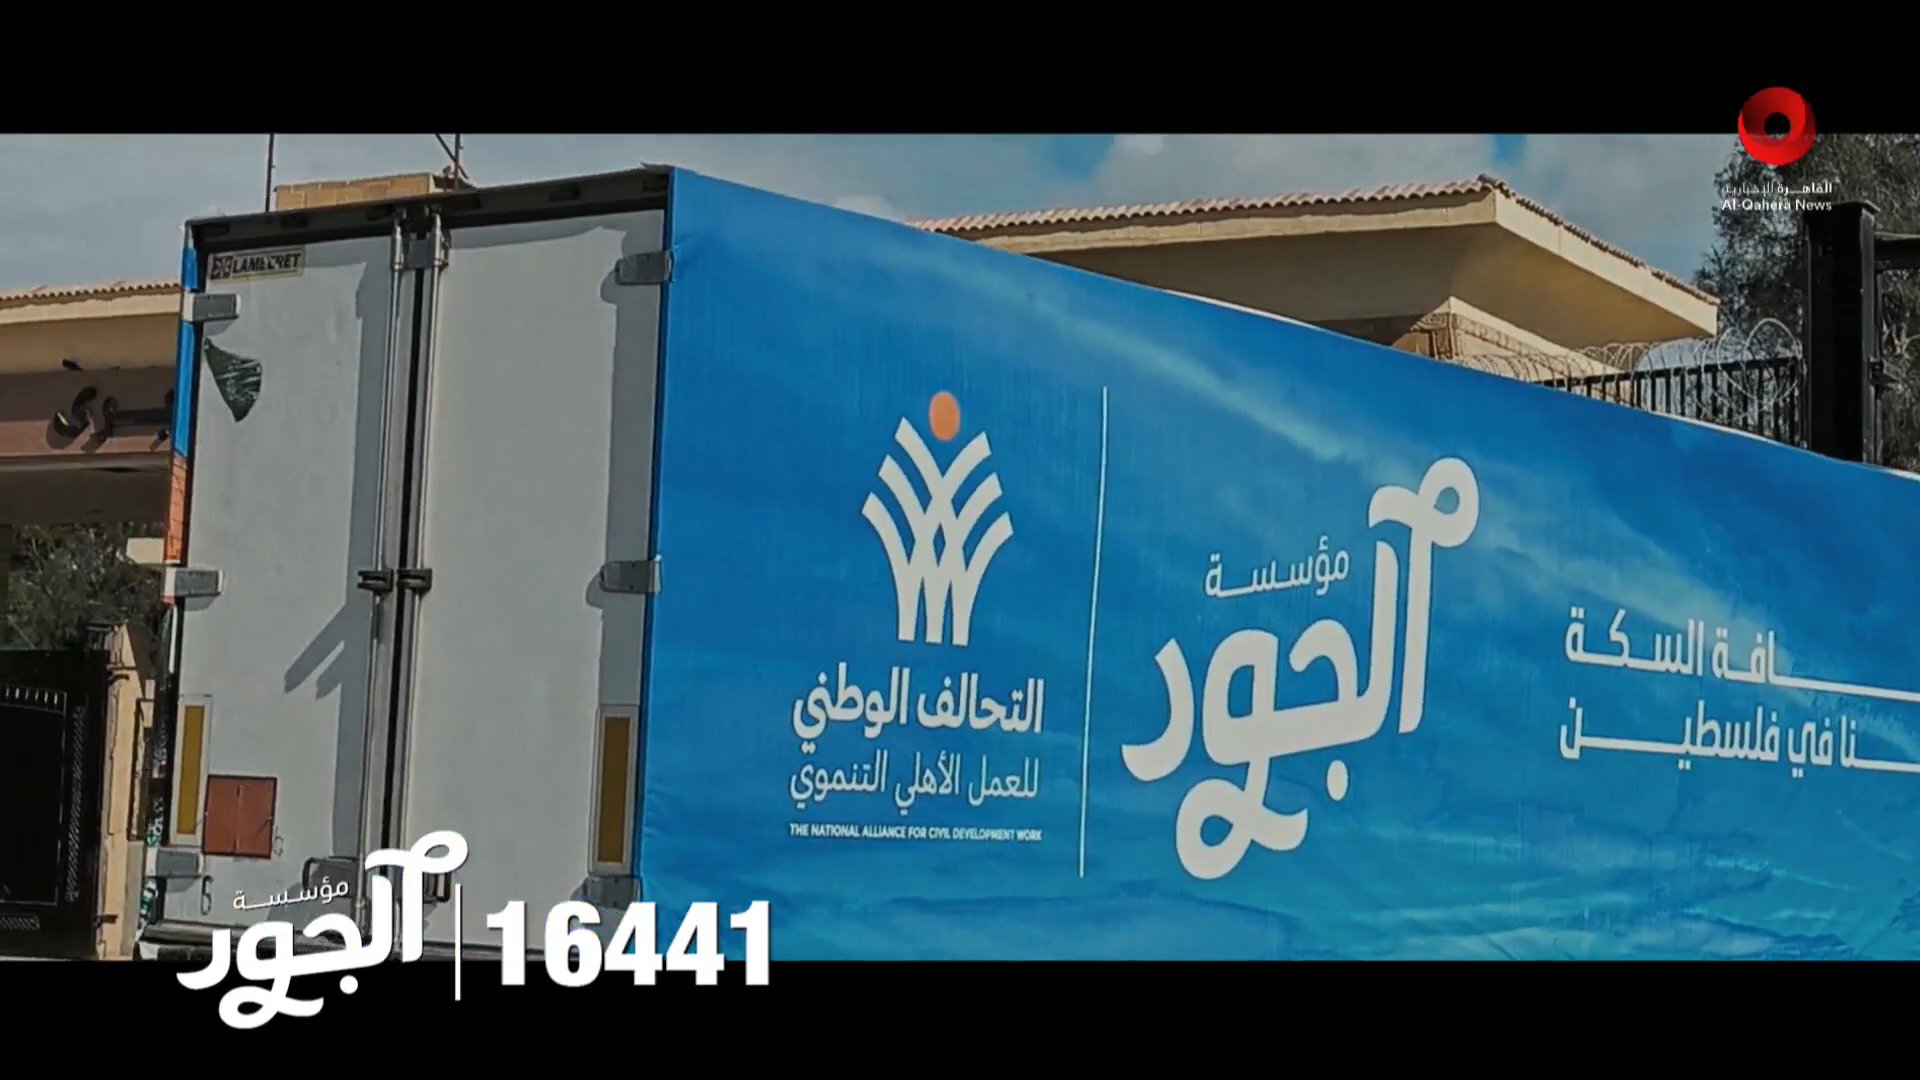 القاهرة الإخبارية
Al-Qahera News
LAMBERET
التحالف الوطني
للعمل الأهلي التنموي
THE NATIONAL ALLIANCE FOR CIVIL DEVELOPMENT WORK
مؤسسة
الجود
السكة
في فلسطين
مؤسسة
الجود
16441